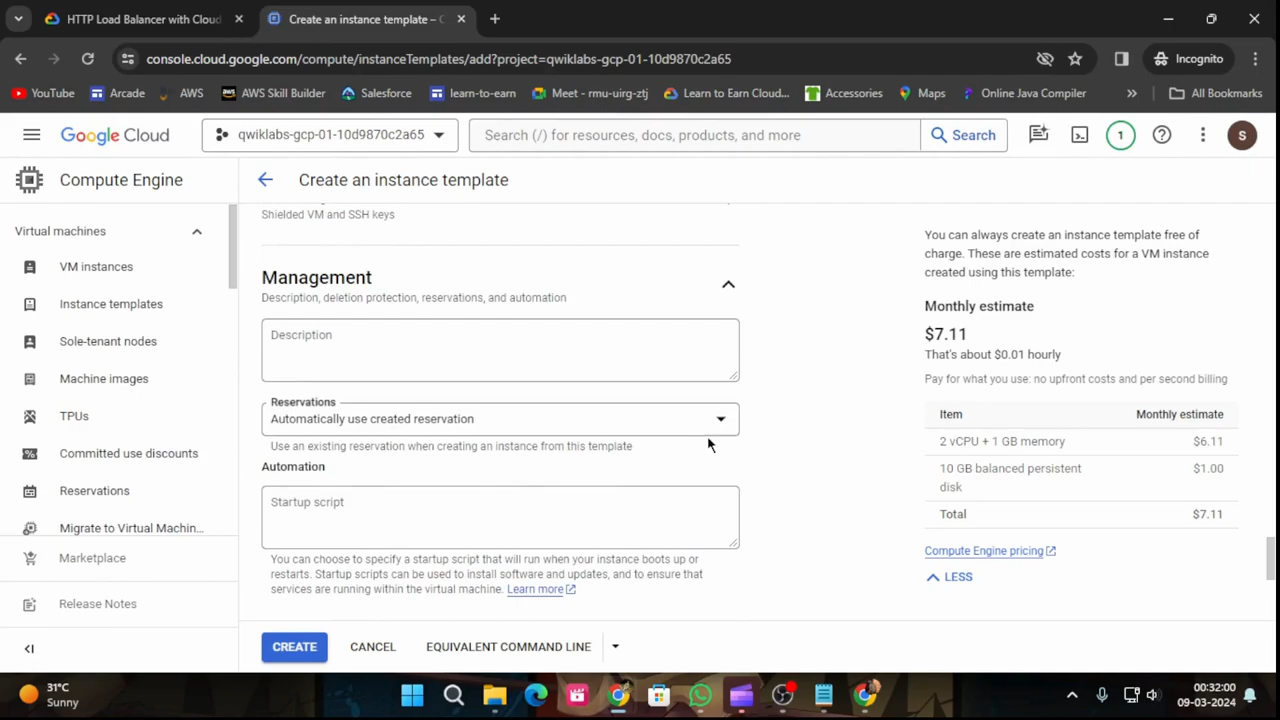 HTTP Load Balancer with Cloud
Create an instance template – C
console.cloud.google.com/compute/instanceTemplates/add?project=qwiklabs-gcp-01-10d9870c2a65
Incognito
YouTube
Arcade
AWS
AWS Skill Builder
Salesforce
learn-to-earn
Meet - rmu-uirg-ztj
Learn to Earn Cloud...
Accessories
Maps
Online Java Compiler
»
All Bookmarks
Google Cloud
qwiklabs-gcp-01-10d9870c2a65
Search (/) for resources, docs, products, and more
Search
1
S
Compute Engine
Create an instance template
Virtual machines
VM instances
Instance templates
Sole-tenant nodes
Machine images
TPUs
Committed use discounts
Reservations
Migrate to Virtual Machin...
Marketplace
Release Notes
Shielded VM and SSH keys
Management
Description, deletion protection, reservations, and automation
Description
Reservations
Automatically use created reservation
Use an existing reservation when creating an instance from this template
Automation
Startup script
You can choose to specify a startup script that will run when your instance boots up or
restarts. Startup scripts can be used to install software and updates, and to ensure that
services are running within the virtual machine. Learn more
CREATE
CANCEL
EQUIVALENT COMMAND LINE
You can always create an instance template free of
charge. These are estimated costs for a VM instance
created using this template:
Monthly estimate
$7.11
That's about $0.01 hourly
Pay for what you use: no upfront costs and per second billing
Item Monthly estimate
2 vCPU + 1 GB memory $6.11
10 GB balanced persistent $1.00
disk
Total $7.11
Compute Engine pricing
LESS
31°C
Sunny
00:32:00
09-03-2024